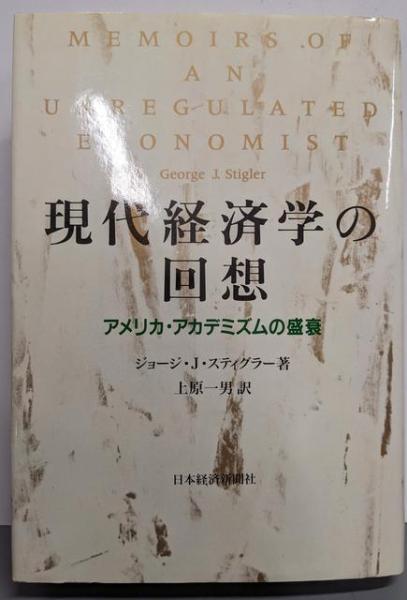 MEMOIRS OF
AN
UNREGULATED
ECONOMIST
George J. Stigler
現代経済学の
回想
アメリカ・アカデミズムの盛衰
ジョージ・J・スティグラー著
上原一男訳
日本経済新聞社